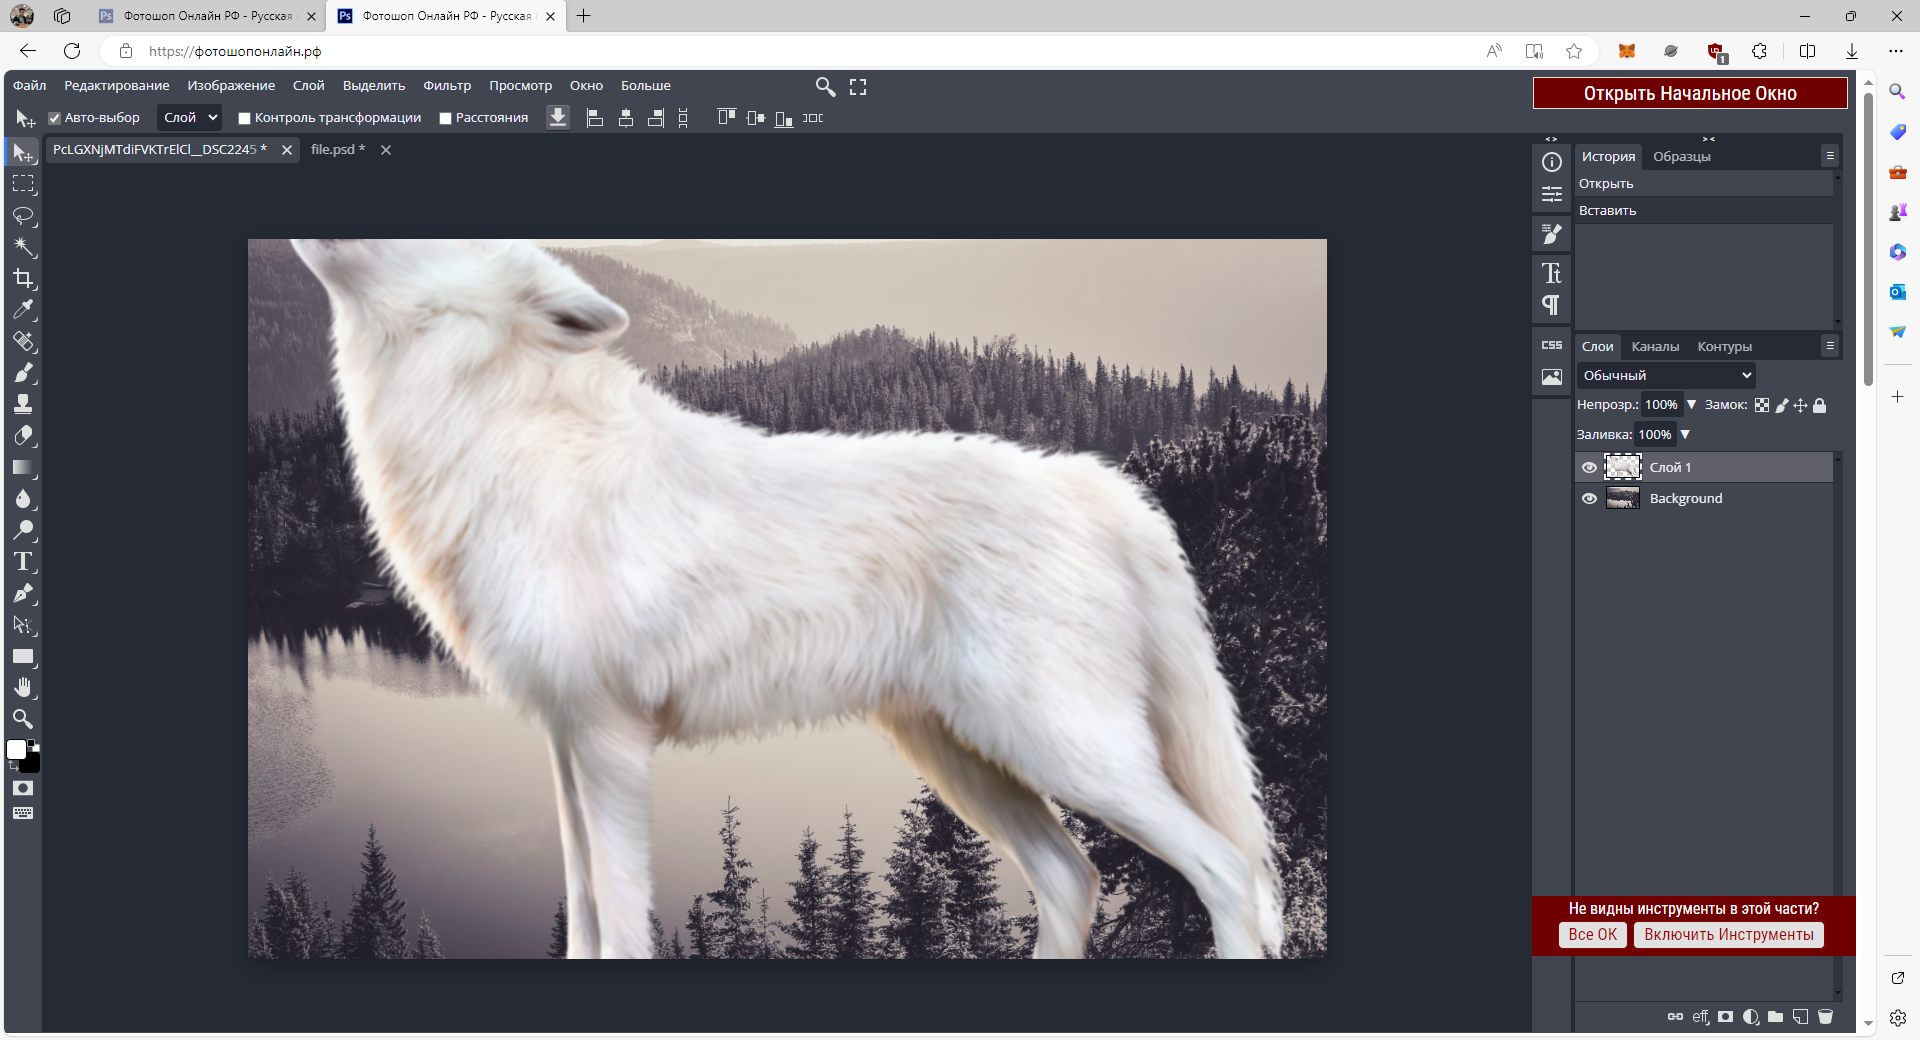 Фотошоп Онлайн РФ - Русская
Фотошоп Онлайн РФ - Русская
https://фотошопонлайн.рф
1
Файл Редактирование Изображение Слой Выделить Фильтр Просмотр Окно Больше
Открыть Начальное Окно
Авто-выбор Слой Контроль трансформации Расстояния
PcLGXNjMTdiFVKTrElCl__DSC2245 * file.psd *
История Образцы
Открыть
Вставить
CSS
Слои Каналы Контуры
Обычный
Непрозр.: 100% Замок:
Заливка: 100%
Слой 1
Background
Не видны инструменты в этой части?
Все ОК Включить Инструменты
eff